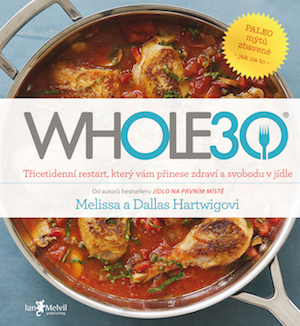 PALEO
mýtů
zbavené
- jak na to -
WHOLE30®
Třicetidenní restart, který vám přinese zdraví a svobodu v jídle
Od autorů bestselleru JÍDLO NA PRVNÍM MÍSTĚ
Melissa a Dallas Hartwigovi
Jan Melvil
publishing